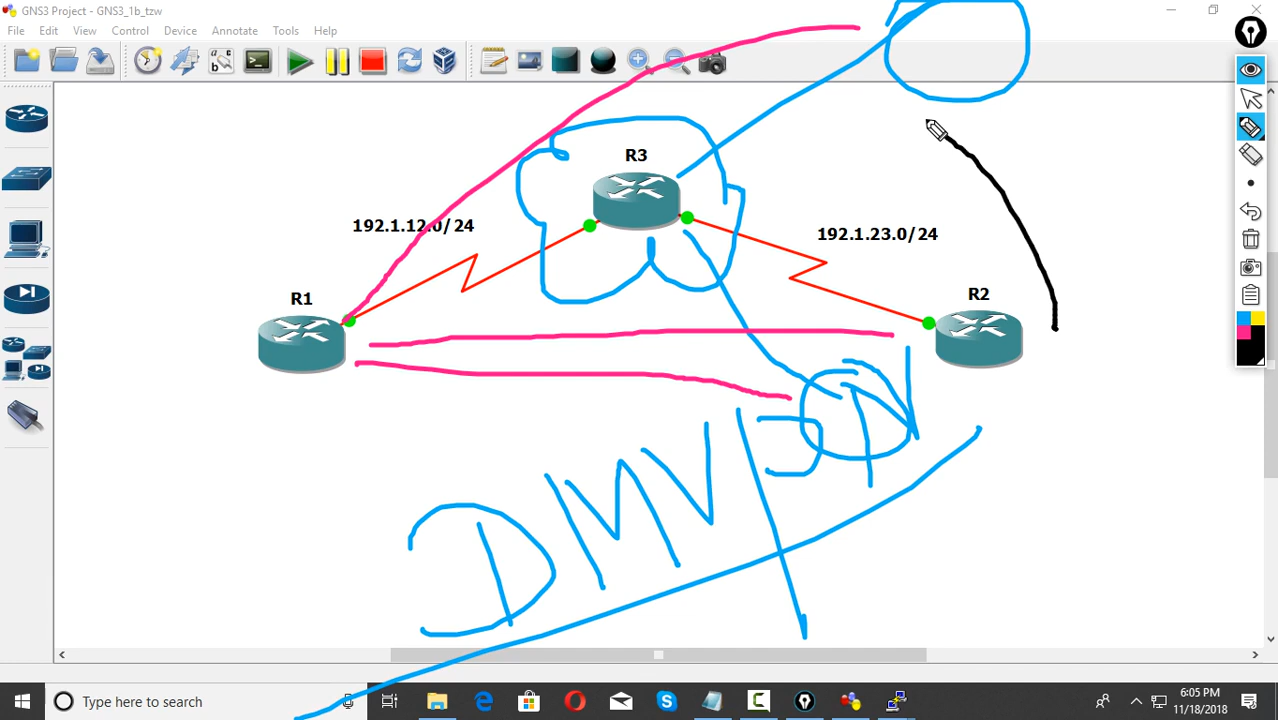 GNS3 Project - GNS3_1b_tzw
File Edit View Control Device Annotate Tools Help
R3
192.1.12.0/24
192.1.23.0/24
R1
R2
DMVPN
Type here to search
6:05 PM
11/18/2018